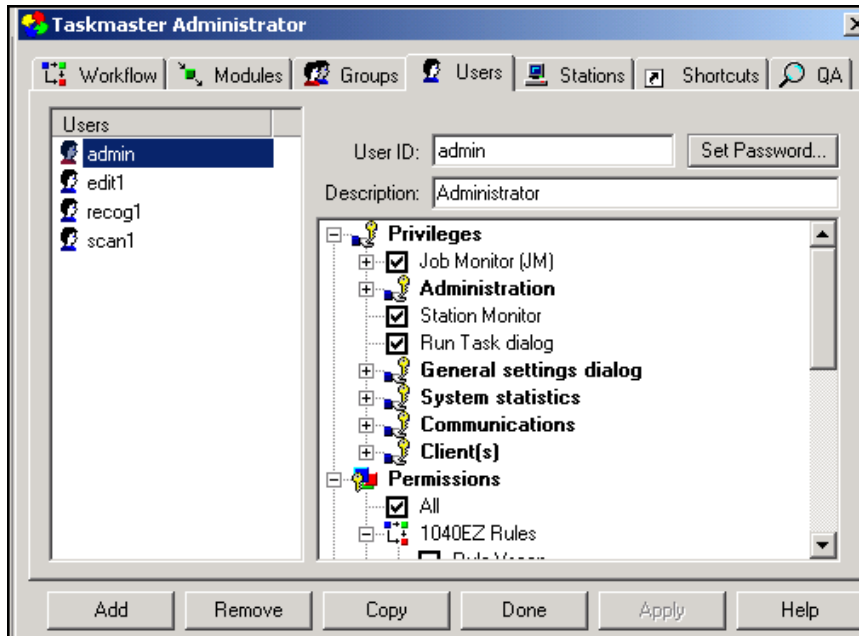 Taskmaster Administrator
Workflow Modules Groups Users Stations Shortcuts QA
Users
admin
edit1
recog1
scan1
User ID: admin Set Password...
Description: Administrator
Privileges
Job Monitor (JM)
Administration
Station Monitor
Run Task dialog
General settings dialog
System statistics
Communications
Client(s)
Permissions
All
1040EZ Rules
Add Remove Copy Done Apply Help